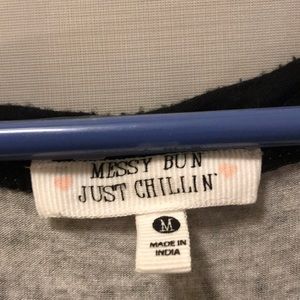 MESSY BUN
JUST CHILLIN'
M
MADE IN
INDIA